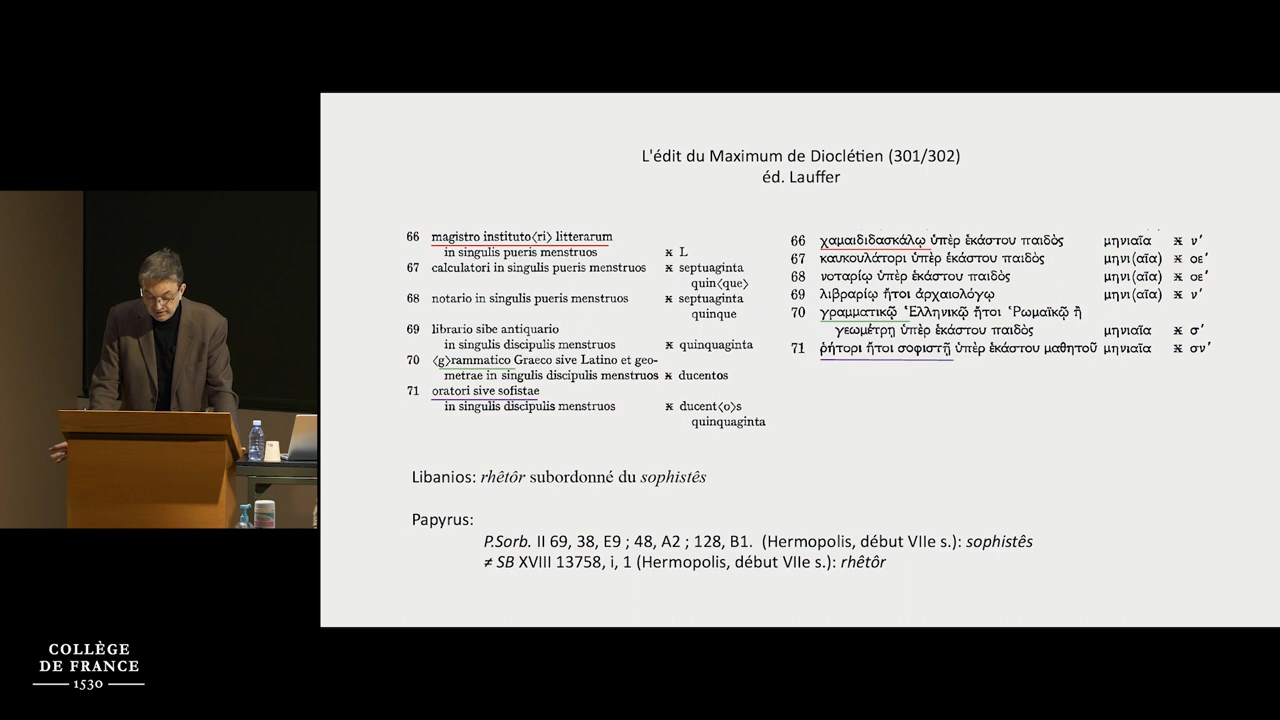 L'édit du Maximum de Dioclétien (301/302)
éd. Lauffer
66 magistro instituto⟨ri⟩ litterarum
in singulis pueris menstruos ⋇ L
67 calculatori in singulis pueris menstruos ⋇ septuaginta
quin⟨que⟩
68 notario in singulis pueris menstruos ⋇ septuaginta
quinque
69 librario sibe antiquario
in singulis discipulis menstruos ⋇ quinquaginta
70 ⟨g⟩rammatico Graeco sive Latino et geo-
metrae in singulis discipulis menstruos ⋇ ducentos
71 oratori sive sofistae
in singulis discipulis menstruos ⋇ ducent⟨o⟩s
quinquaginta
66 χαμαιδιδασκάλῳ ὑπὲρ ἑκάστου παιδὸς μηνιαῖα ⋇ ν′
67 καυκουλάτορι ὑπὲρ ἑκάστου παιδὸς μηνι(αῖα) ⋇ οε′
68 νοταρίῳ ὑπὲρ ἑκάστου παιδὸς μηνι(αῖα) ⋇ οε′
69 λιβραρίῳ ἤτοι ἀρχαιολόγῳ μηνι(αῖα) ⋇ ν′
70 γραμματικῷ Ἑλληνικῷ ἤτοι Ῥωμαϊκῷ ἢ
γεωμέτρῃ ὑπὲρ ἑκάστου παιδὸς μηνιαῖα ⋇ σ′
71 ῥήτορι ἤτοι σοφιστῇ ὑπὲρ ἑκάστου μαθητοῦ μηνιαῖα ⋇ σν′
Libanios: rhêtôr subordonné du sophistês
Papyrus:
P.Sorb. II 69, 38, E9 ; 48, A2 ; 128, B1. (Hermopolis, début VIIe s.): sophistês
≠ SB XVIII 13758, i, 1 (Hermopolis, début VIIe s.): rhêtôr
COLLÈGE
DE FRANCE
1530